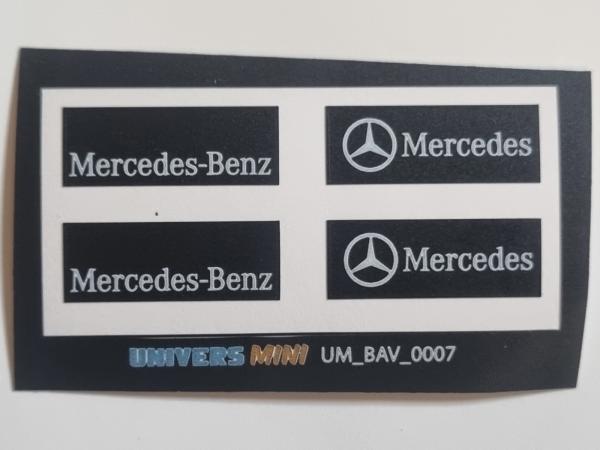 Mercedes-Benz
Mercedes
Mercedes-Benz
Mercedes
UNIVERS MINI UM_BAV_0007